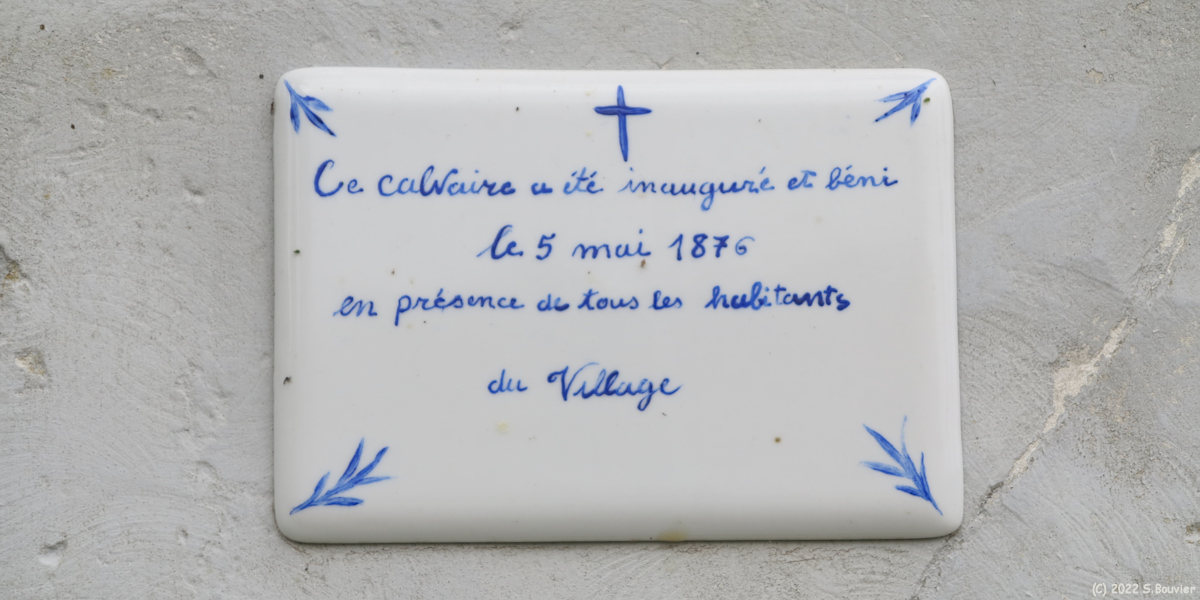 Ce calvaire a été inauguré et béni
le 5 mai 1876
en présence de tous les habitants
du Village
(C) 2022 S.Bouvier